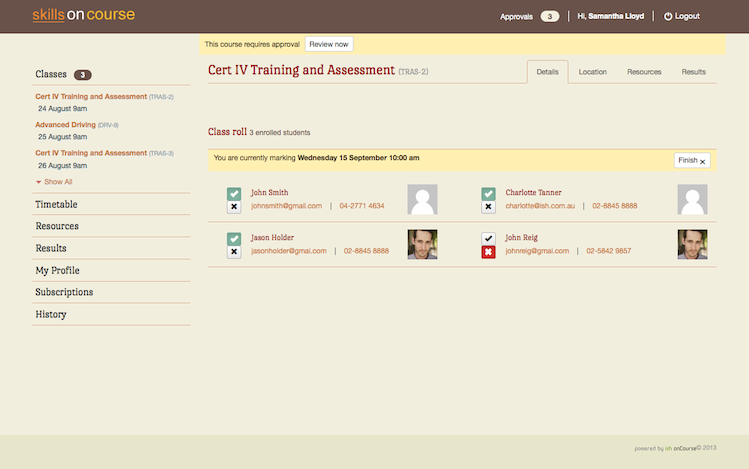 skills on course
Approvals 3 Hi, Samantha Lloyd Logout
This course requires approval Review now
Classes 3
Cert IV Training and Assessment (TRAS-2)
24 August 9am
Advanced Driving (DRV-9)
25 August 9am
Cert IV Training and Assessment (TRAS-3)
26 August 9am
Show All
Timetable
Resources
Results
My Profile
Subscriptions
History
Cert IV Training and Assessment (TRAS-2)
Details Location Resources Results
Class roll 3 enrolled students
You are currently marking Wednesday 15 September 10:00 am Finish x
John Smith
johnsmith@gmail.com | 04-2771 4634
Charlotte Tanner
charlotte@ish.com.au | 02-8845 8888
Jason Holder
jasonholder@gmai.com | 02-8845 8888
John Reig
johnreig@gmai.com | 02-5842 9857
powered by ish onCourse© 2013